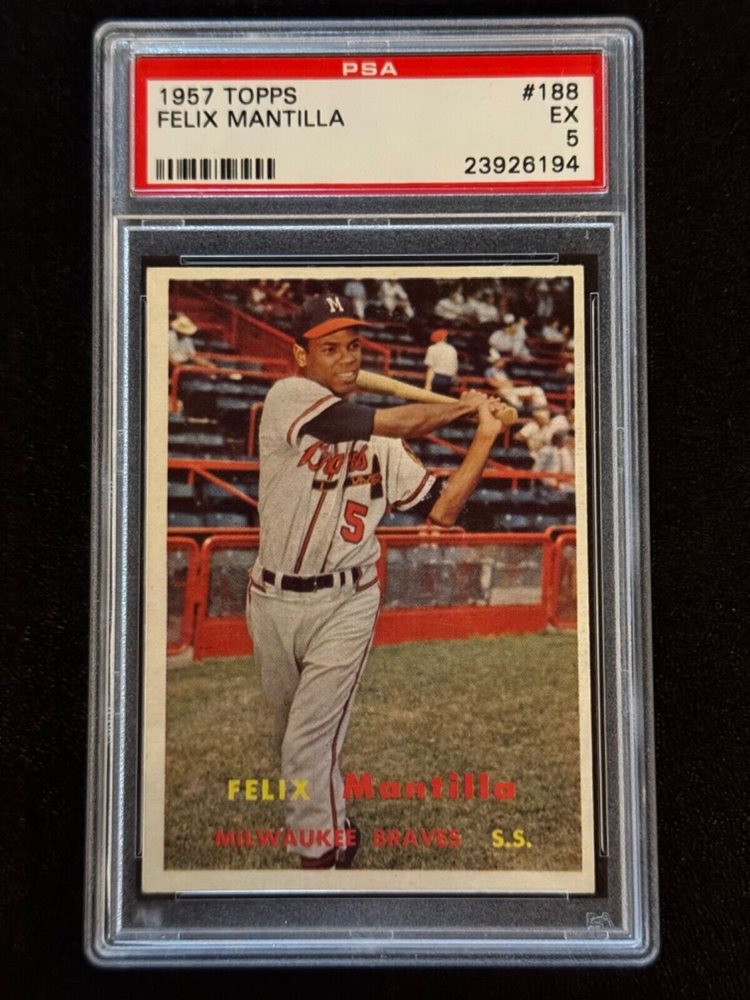 PSA
1957 TOPPS #188
FELIX MANTILLA EX
5
23926194
M
Braves
5
FELIX Mantilla
MILWAUKEE BRAVES S.S.